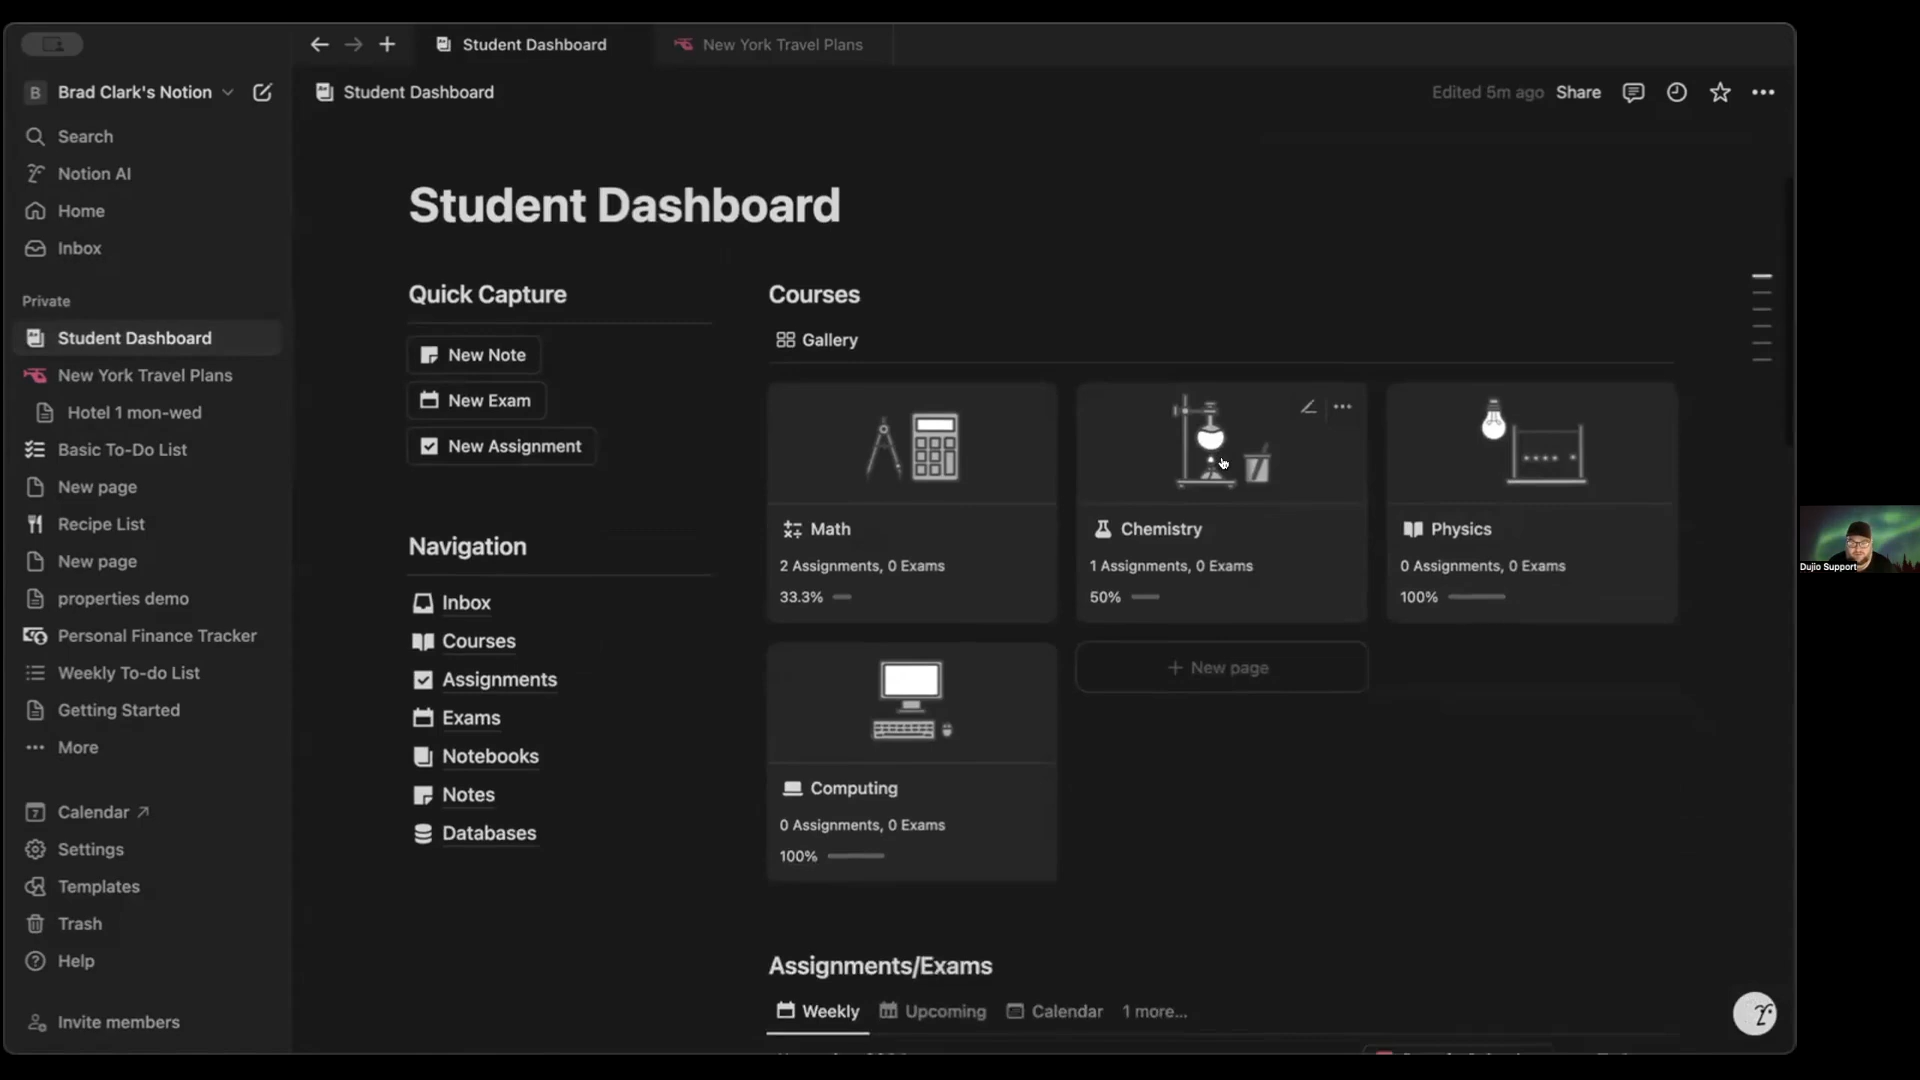 Student Dashboard
New York Travel Plans
B Brad Clark's Notion
Student Dashboard
Edited 5m ago Share
Search
Notion AI
Home
Inbox
Private
Student Dashboard
New York Travel Plans
Hotel 1 mon-wed
Basic To-Do List
New page
Recipe List
New page
properties demo
Personal Finance Tracker
Weekly To-do List
Getting Started
More
Calendar ↗
Settings
Templates
Trash
Help
Invite members
Student Dashboard
Quick Capture
New Note
New Exam
New Assignment
Navigation
Inbox
Courses
Assignments
Exams
Notebooks
Notes
Databases
Courses
Gallery
Math
2 Assignments, 0 Exams
33.3%
Chemistry
1 Assignments, 0 Exams
50%
Physics
0 Assignments, 0 Exams
100%
Computing
0 Assignments, 0 Exams
100%
+ New page
Assignments/Exams
Weekly Upcoming Calendar 1 more...
Dujio Support